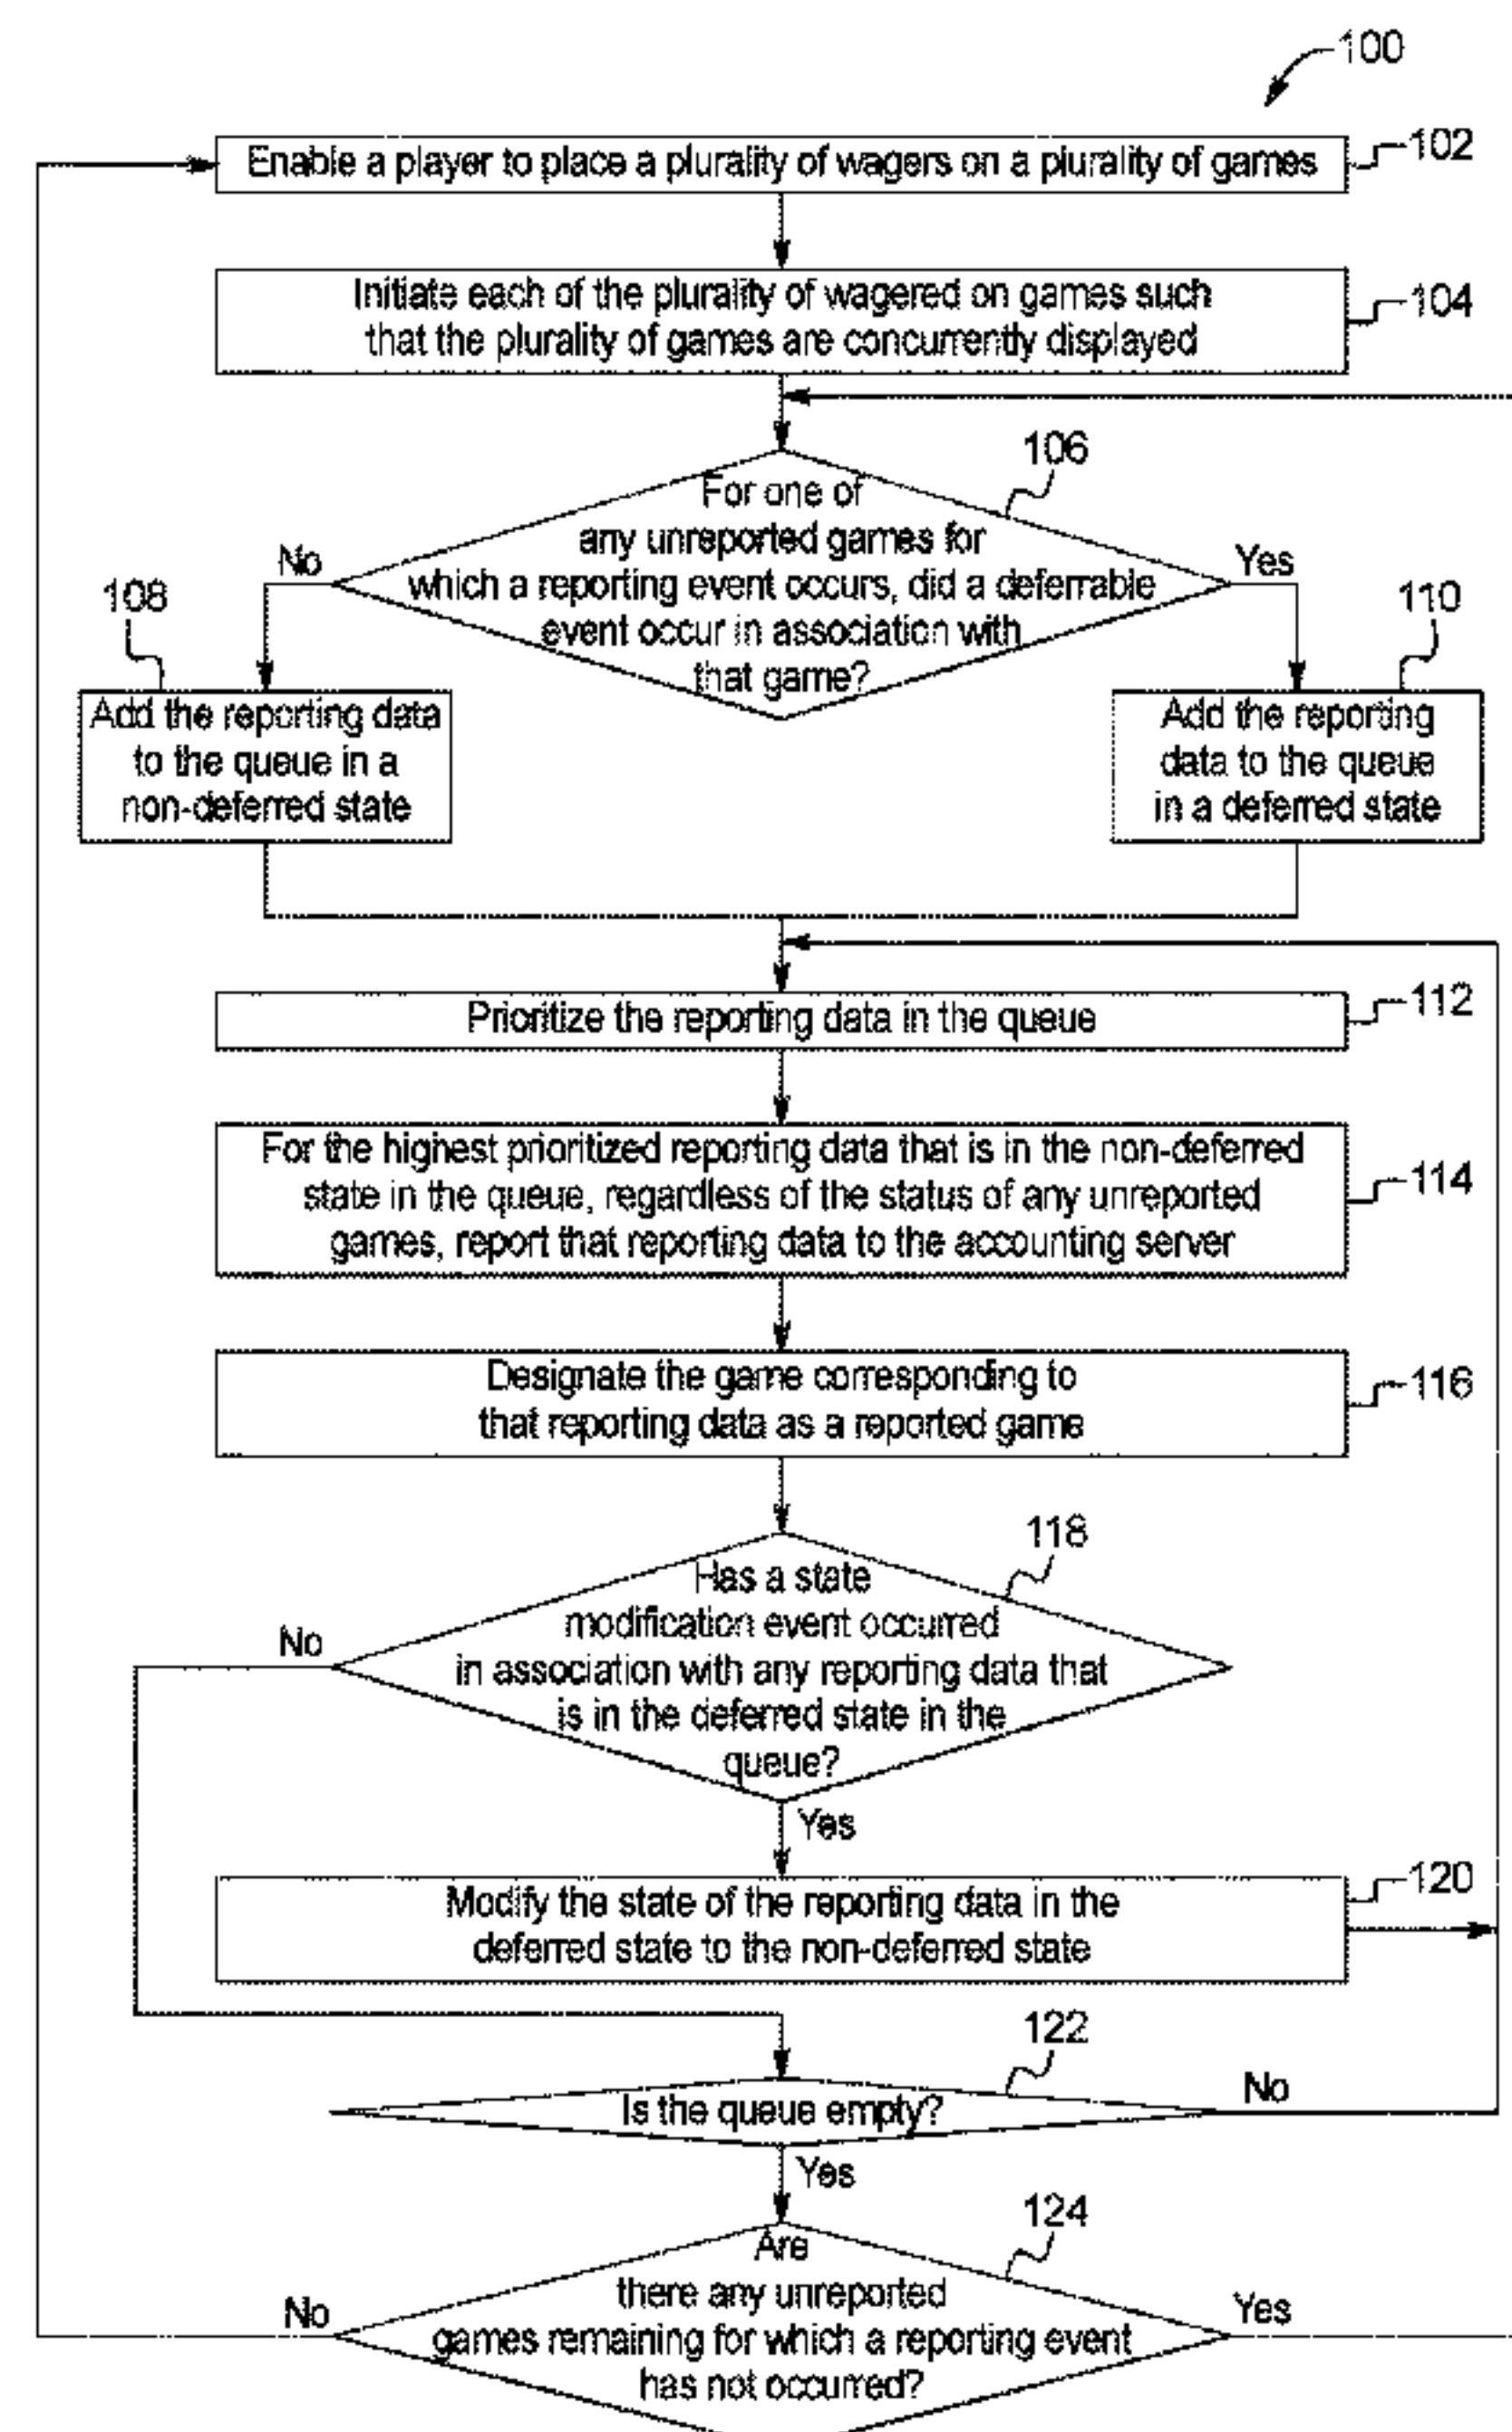 100
Enable a player to place a plurality of wagers on a plurality of games
102
Initiate each of the plurality of wagered on games such
that the plurality of games are concurrently displayed
104
106
For one of
any unreported games for
which a reporting event occurs, did a deferrable
event occur in association with
that game?
No
Yes
108
Add the reporting data
to the queue in a
non-deferred state
110
Add the reporting
data to the queue
in a deferred state
Prioritize the reporting data in the queue
112
For the highest prioritized reporting data that is in the non-deferred
state in the queue, regardless of the status of any unreported
games, report that reporting data to the accounting server
114
Designate the game corresponding to
that reporting data as a reported game
116
118
Has a state
modification event occurred
in association with any reporting data that
is in the deferred state in the
queue?
No
Yes
Modify the state of the reporting data in the
deferred state to the non-deferred state
120
122
Is the queue empty?
No
Yes
124
Are
there any unreported
games remaining for which a reporting event
has not occurred?
No
Yes